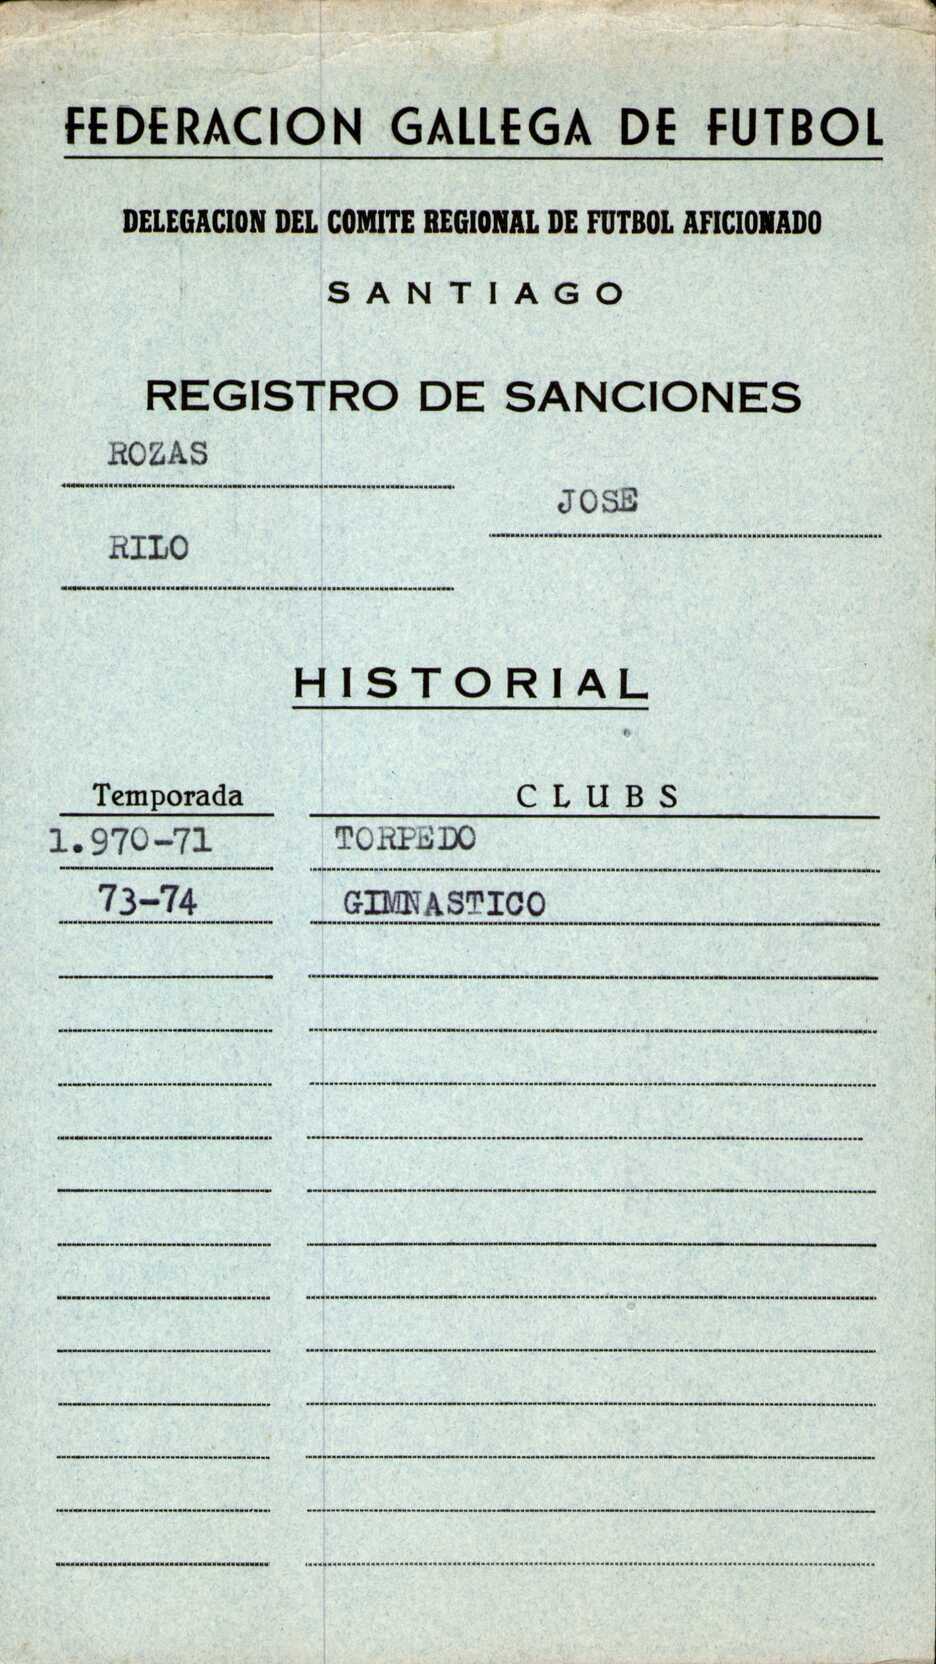 FEDERACION GALLEGA DE FUTBOL
DELEGACION DEL COMITE REGIONAL DE FUTBOL AFICIONADO
SANTIAGO
REGISTRO DE SANCIONES
ROZAS
JOSE
RILO
HISTORIAL
Temporada CLUBS
1.970-71 TORPEDO
73-74 GIMNASTICO